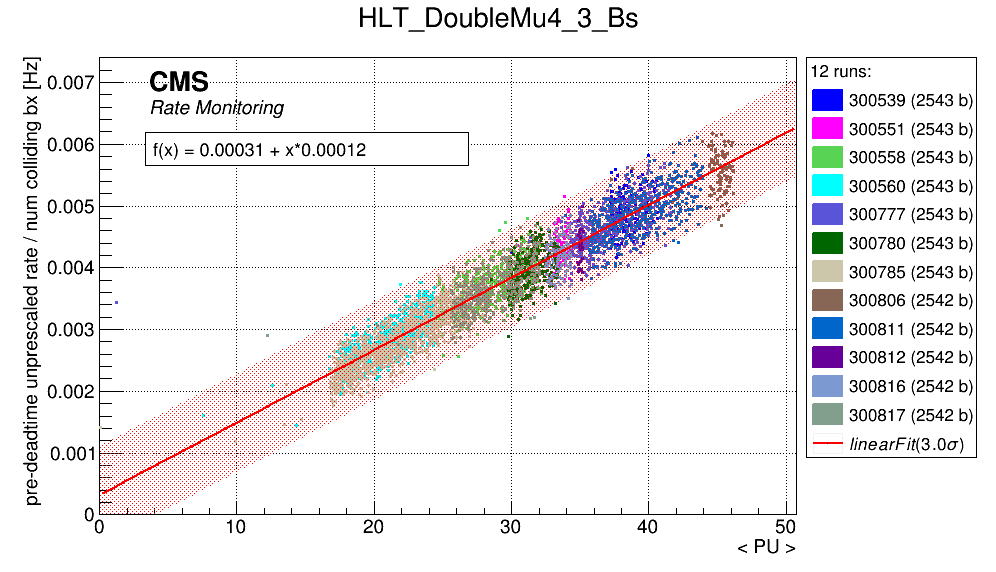 HLT_DoubleMu4_3_Bs
pre-deadtime unprescaled rate / num colliding bx [Hz]
0.007
0.006
0.005
0.004
0.003
0.002
0.001
0
CMS
Rate Monitoring
f(x) = 0.00031 + x*0.00012
0 10 20 30 40 50
< PU >
12 runs:
300539 (2543 b)
300551 (2543 b)
300558 (2543 b)
300560 (2543 b)
300777 (2543 b)
300780 (2543 b)
300785 (2543 b)
300806 (2542 b)
300811 (2542 b)
300812 (2542 b)
300816 (2542 b)
300817 (2542 b)
linearFit(3.0σ)